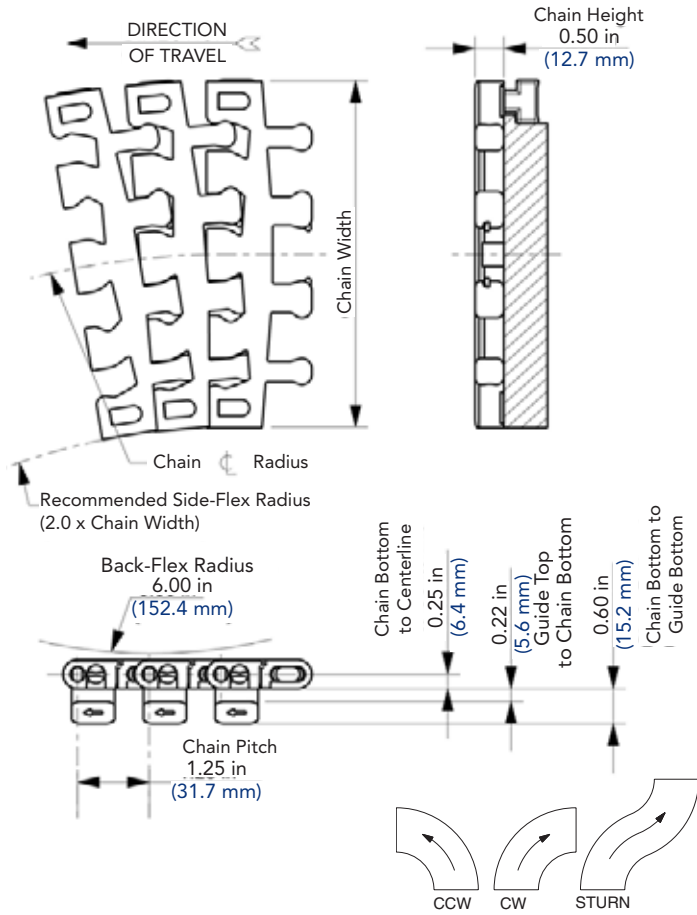 DIRECTION
OF TRAVEL
Chain Height
0.50 in
(12.7 mm)
Chain Width
Chain ℄ Radius
Recommended Side-Flex Radius
(2.0 x Chain Width)
Back-Flex Radius
6.00 in
(152.4 mm)
Chain Bottom
to Centerline
0.25 in
(6.4 mm)
0.22 in
(5.6 mm)
Guide Top
to Chain Bottom
0.60 in
(15.2 mm)
Chain Bottom to
Guide Bottom
Chain Pitch
1.25 in
(31.7 mm)
CCW
CW
STURN